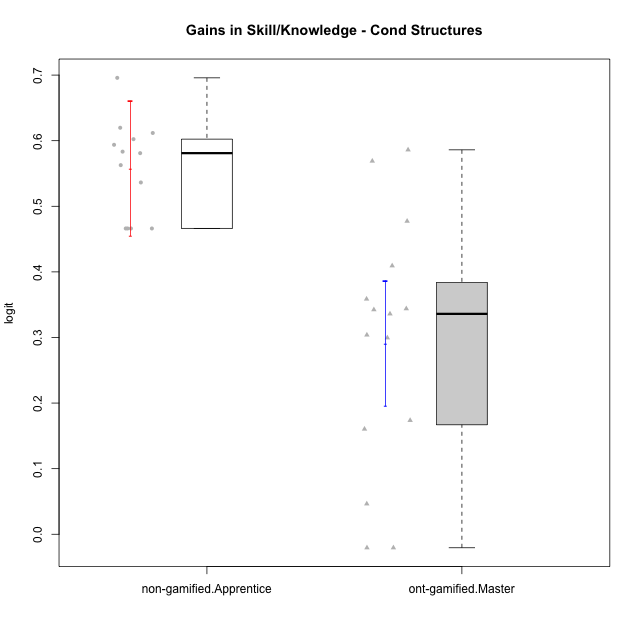 Gains in Skill/Knowledge - Cond Structures
logit
0.7
0.6
0.5
0.4
0.3
0.2
0.1
0.0
non-gamified.Apprentice
ont-gamified.Master